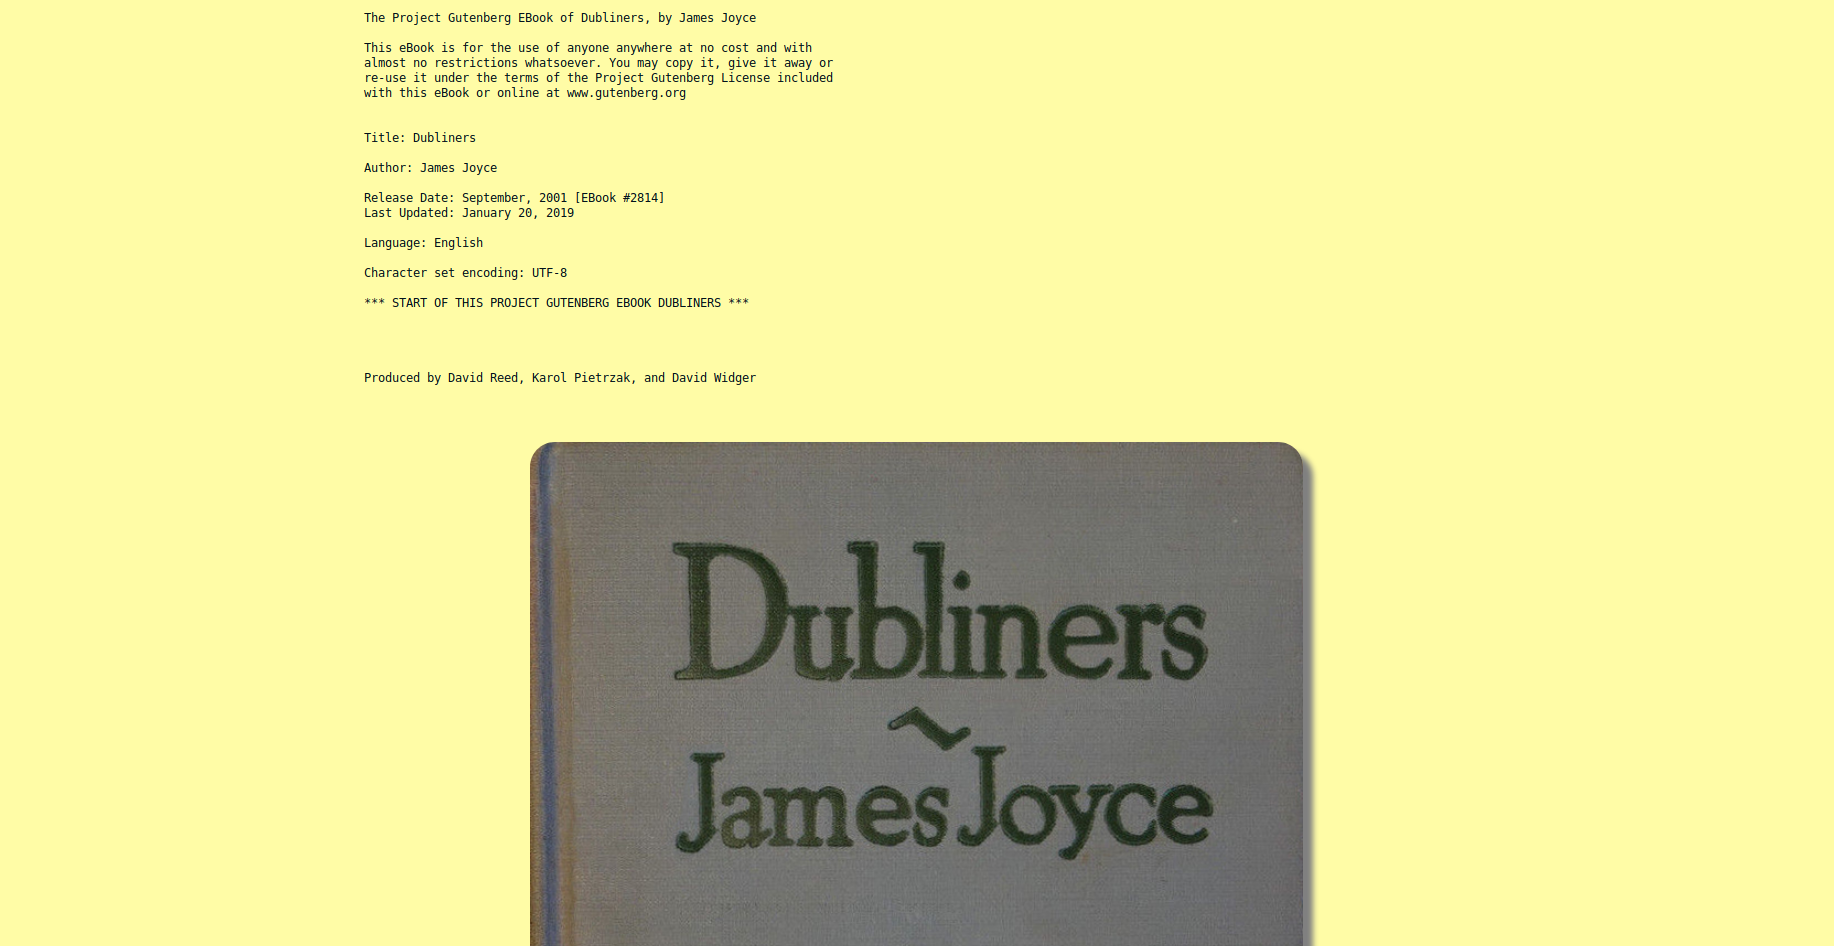 The Project Gutenberg EBook of Dubliners, by James Joyce
This eBook is for the use of anyone anywhere at no cost and with
almost no restrictions whatsoever. You may copy it, give it away or
re-use it under the terms of the Project Gutenberg License included
with this eBook or online at www.gutenberg.org
Title: Dubliners
Author: James Joyce
Release Date: September, 2001 [EBook #2814]
Last Updated: January 20, 2019
Language: English
Character set encoding: UTF-8
*** START OF THIS PROJECT GUTENBERG EBOOK DUBLINERS ***
Produced by David Reed, Karol Pietrzak, and David Widger
Dubliners
~
James Joyce